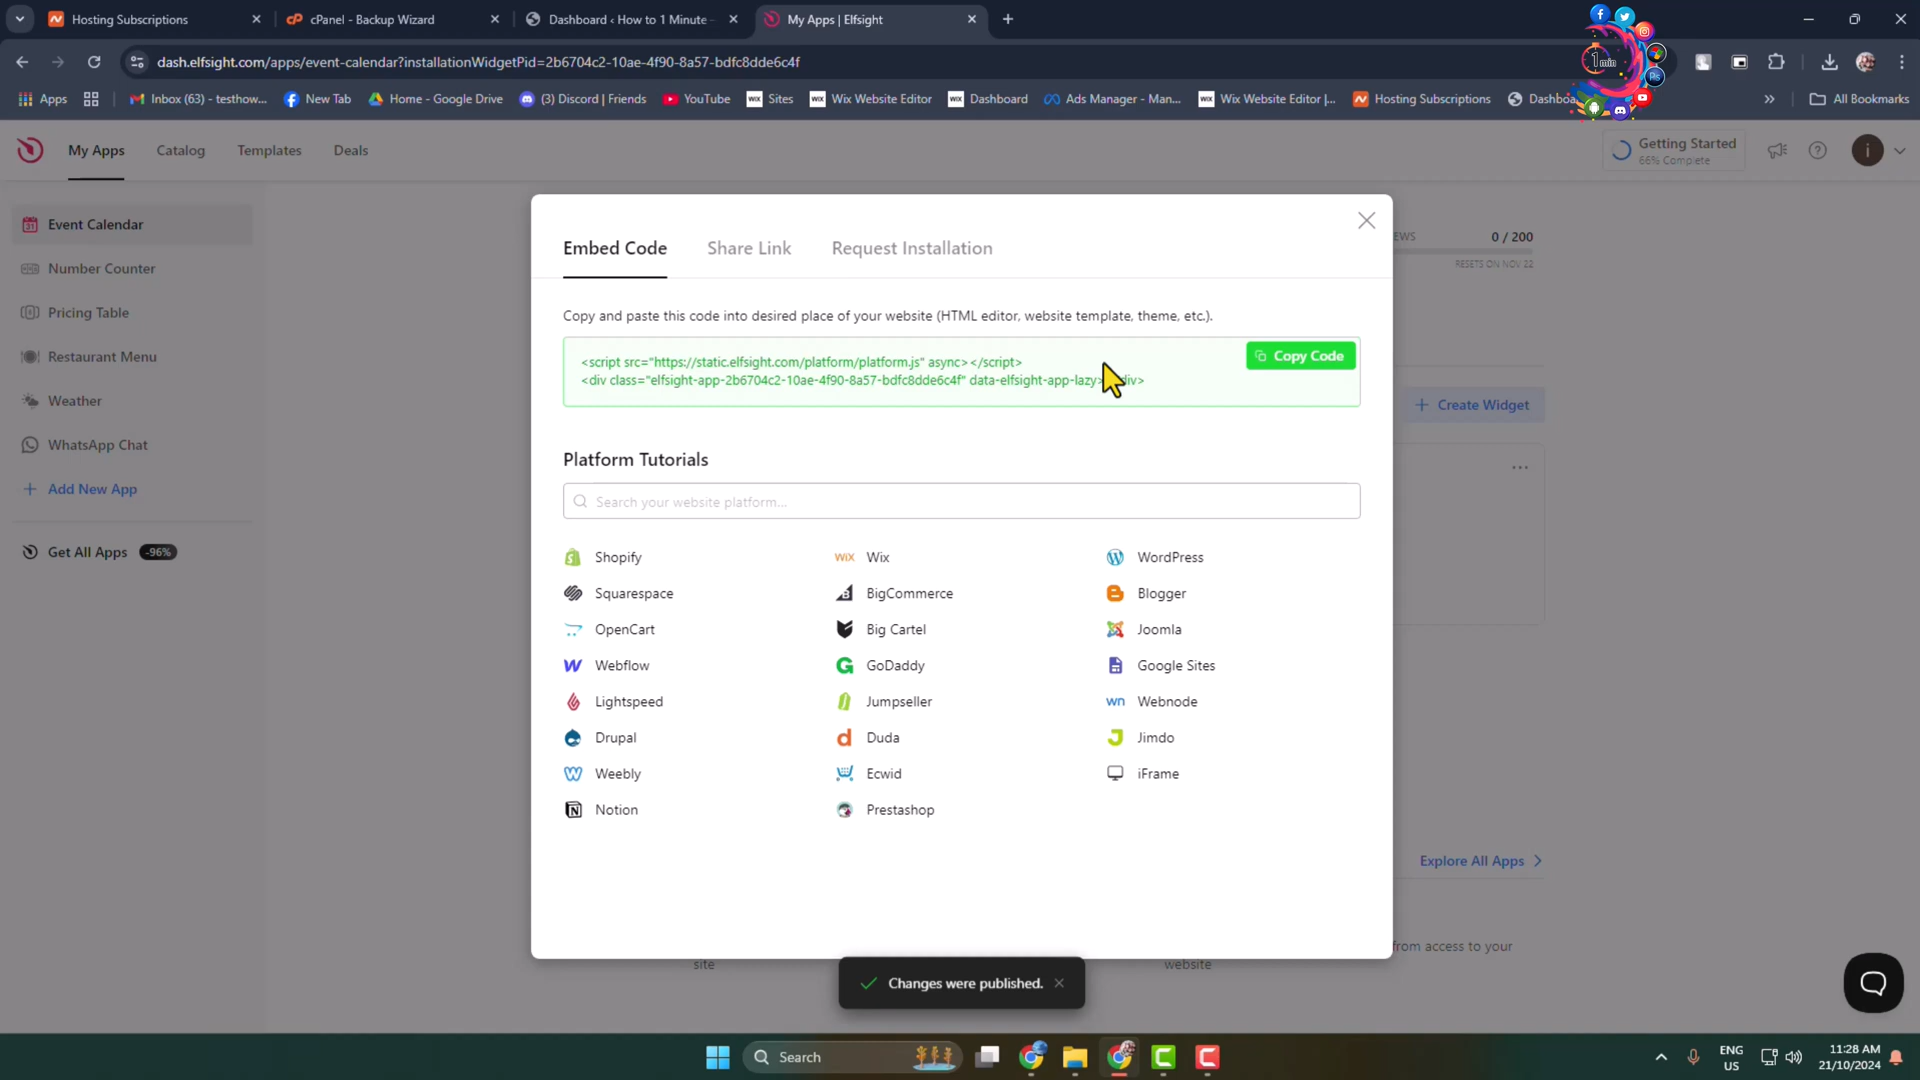 Hosting Subscriptions
cPanel - Backup Wizard
Dashboard ‹ How to 1 Minute -
My Apps | Elfsight
dash.elfsight.com/apps/event-calendar?installationWidgetPid=2b6704c2-10ae-4f90-8a57-bdfc8dde6c4f
1min
Apps
Inbox (63) - testhow...
New Tab
Home - Google Drive
(3) Discord | Friends
YouTube
Sites
Wix Website Editor
Dashboard
Ads Manager - Man...
Wix Website Editor |...
Hosting Subscriptions
All Bookmarks
My Apps
Catalog
Templates
Deals
Getting Started
66% Complete
i
Event Calendar
Number Counter
Pricing Table
Restaurant Menu
Weather
WhatsApp Chat
Add New App
Get All Apps
-96%
Embed Code
Share Link
Request Installation
0 / 200
RESETS ON NOV 22
Copy and paste this code into desired place of your website (HTML editor, website template, theme, etc.).
<script src="https://static.elfsight.com/platform/platform.js" async></script>
<div class="elfsight-app-2b6704c2-10ae-4f90-8a57-bdfc8dde6c4f" data-elfsight-app-lazy></div>
Copy Code
Create Widget
Platform Tutorials
Search your website platform...
Shopify
Wix
WordPress
Squarespace
BigCommerce
Blogger
OpenCart
Big Cartel
Joomla
Webflow
GoDaddy
Google Sites
Lightspeed
Jumpseller
Webnode
Drupal
Duda
Jimdo
Weebly
Ecwid
iFrame
Notion
Prestashop
Explore All Apps
from access to your
site
website
Changes were published.
Search
ENG
US
11:28 AM
21/10/2024